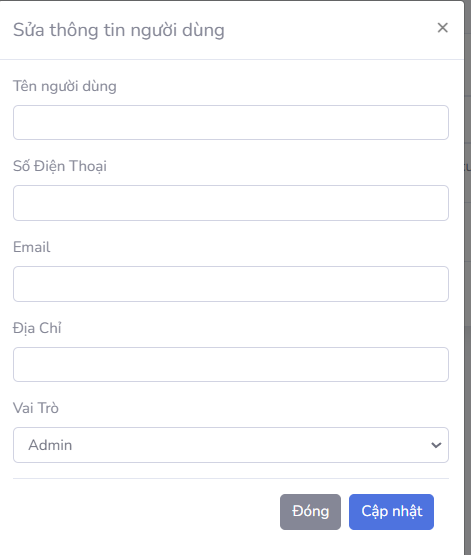 Sửa thông tin người dùng
×
Tên người dùng
Số Điện Thoại
Email
Địa Chỉ
Vai Trò
Admin
Đóng Cập nhật